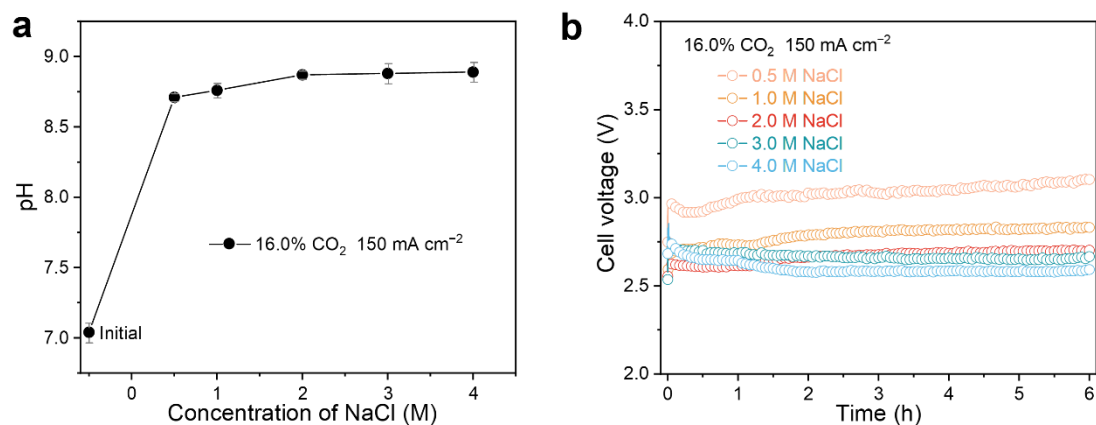 a
9.0
8.5
8.0
7.5
7.0
pH
16.0% CO₂ 150 mA cm⁻²
Initial
0
1
2
3
4
Concentration of NaCl (M)
b
4.0
3.5
3.0
2.5
2.0
Cell voltage (V)
16.0% CO₂ 150 mA cm⁻²
0.5 M NaCl
1.0 M NaCl
2.0 M NaCl
3.0 M NaCl
4.0 M NaCl
0
1
2
3
4
5
6
Time (h)